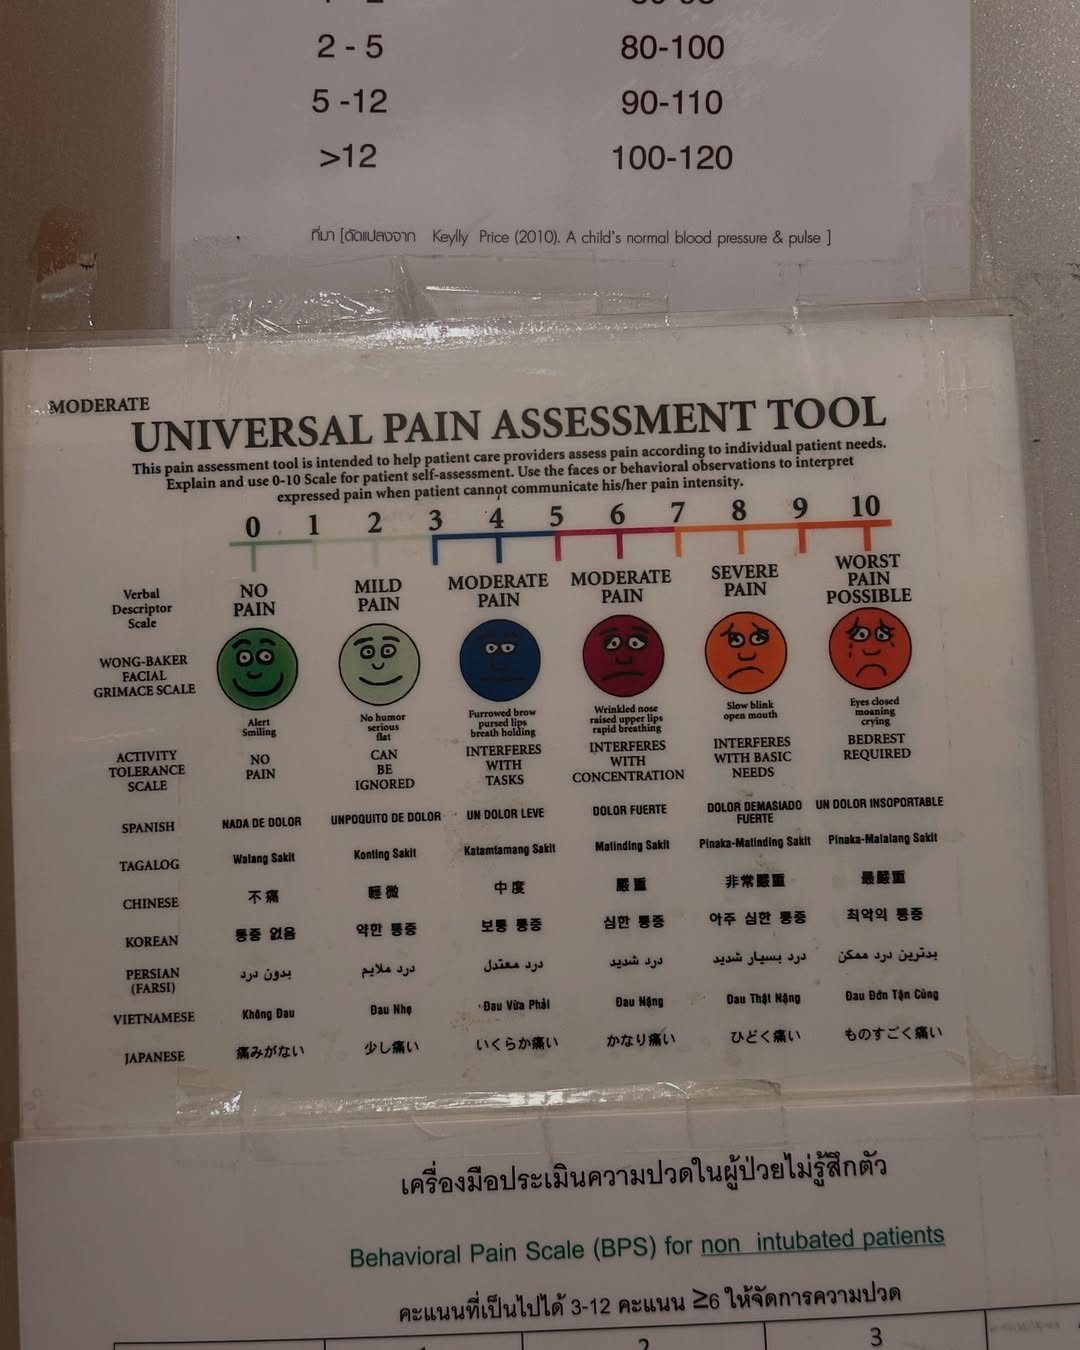 2 - 5 80-100
5 -12 90-110
>12 100-120
ที่มา [ดัดแปลงจาก Keylly Price (2010). A child's normal blood pressure & pulse ]
MODERATE
UNIVERSAL PAIN ASSESSMENT TOOL
This pain assessment tool is intended to help patient care providers assess pain according to individual patient needs.
Explain and use 0-10 Scale for patient self-assessment. Use the faces or behavioral observations to interpret
expressed pain when patient cannot communicate his/her pain intensity.
0 1 2 3 4 5 6 7 8 9 10
Verbal
Descriptor
Scale
NO
PAIN
MILD
PAIN
MODERATE
PAIN
MODERATE
PAIN
SEVERE
PAIN
WORST
PAIN
POSSIBLE
WONG-BAKER
FACIAL
GRIMACE SCALE
Alert
Smiling
No humor
serious
flat
Furrowed brow
pursed lips
breath holding
Wrinkled nose
raised upper lips
rapid breathing
Slow blink
open mouth
Eyes closed
moaning
crying
ACTIVITY
TOLERANCE
SCALE
NO
PAIN
CAN
BE
IGNORED
INTERFERES
WITH
TASKS
INTERFERES
WITH
CONCENTRATION
INTERFERES
WITH BASIC
NEEDS
BEDREST
REQUIRED
SPANISH NADA DE DOLOR UNPOQUITO DE DOLOR UN DOLOR LEVE DOLOR FUERTE DOLOR DEMASIADO FUERTE UN DOLOR INSOPORTABLE
TAGALOG Walang Sakit Konting Sakit Katamtamang Sakit Matinding Sakit Pinaka-Matinding Sakit Pinaka-Malalang Sakit
CHINESE 不痛 輕微 中度 嚴重 非常嚴重 最嚴重
KOREAN 통증 없음 약한 통증 보통 통증 심한 통증 아주 심한 통증 최악의 통증
PERSIAN
(FARSI) بدون درد درد ملایم درد معتدل درد شدید درد بسیار شدید بدترین درد ممکن
VIETNAMESE Không Đau Đau Nhẹ Đau Vừa Phải Đau Nặng Đau Thật Nặng Đau Đớn Tận Cùng
JAPANESE 痛みがない 少し痛い いくらか痛い かなり痛い ひどく痛い ものすごく痛い
เครื่องมือประเมินความปวดในผู้ป่วยไม่รู้สึกตัว
Behavioral Pain Scale (BPS) for non intubated patients
คะแนนที่เป็นไปได้ 3-12 คะแนน ≥6 ให้จัดการความปวด
2 3